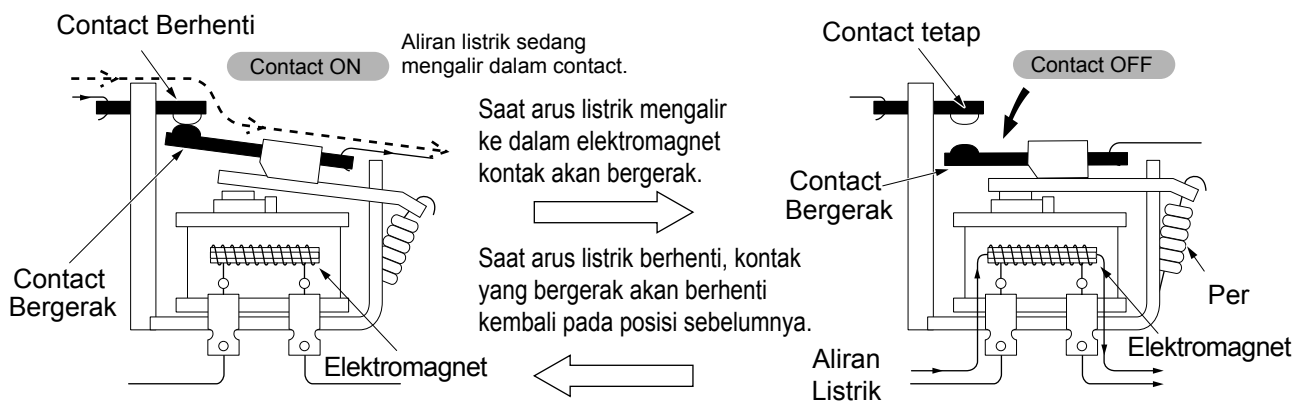 Contact Berhenti
Contact ON
Aliran listrik sedang
mengalir dalam contact.
Contact
Bergerak
Elektromagnet
Saat arus listrik mengalir
ke dalam elektromagnet
kontak akan bergerak.
Saat arus listrik berhenti, kontak
yang bergerak akan berhenti
kembali pada posisi sebelumnya.
Contact tetap
Contact OFF
Contact
Bergerak
Per
Elektromagnet
Aliran
Listrik